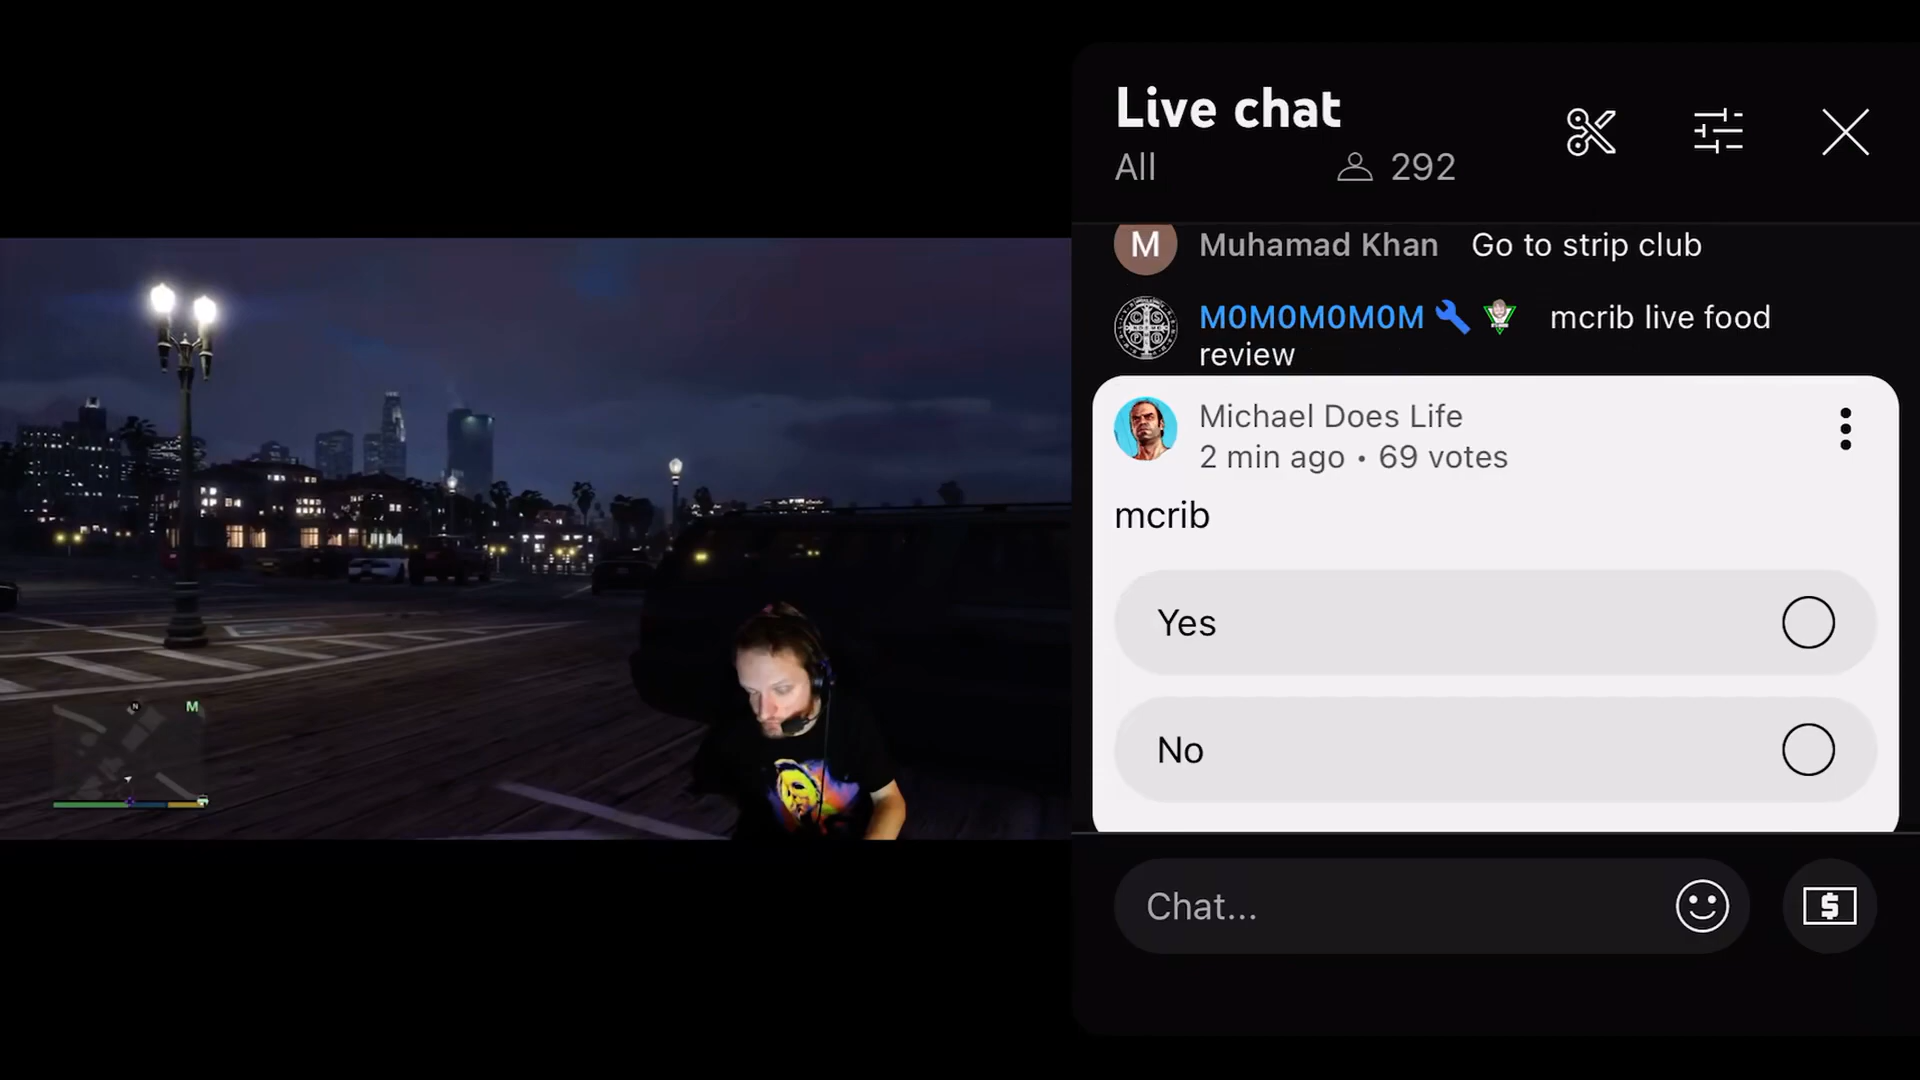 Live chat
All 292
M Muhamad Khan Go to strip club
M0M0M0M0M mcrib live food
review
Michael Does Life
2 min ago • 69 votes
mcrib
Yes
No
Chat...
$
N
M